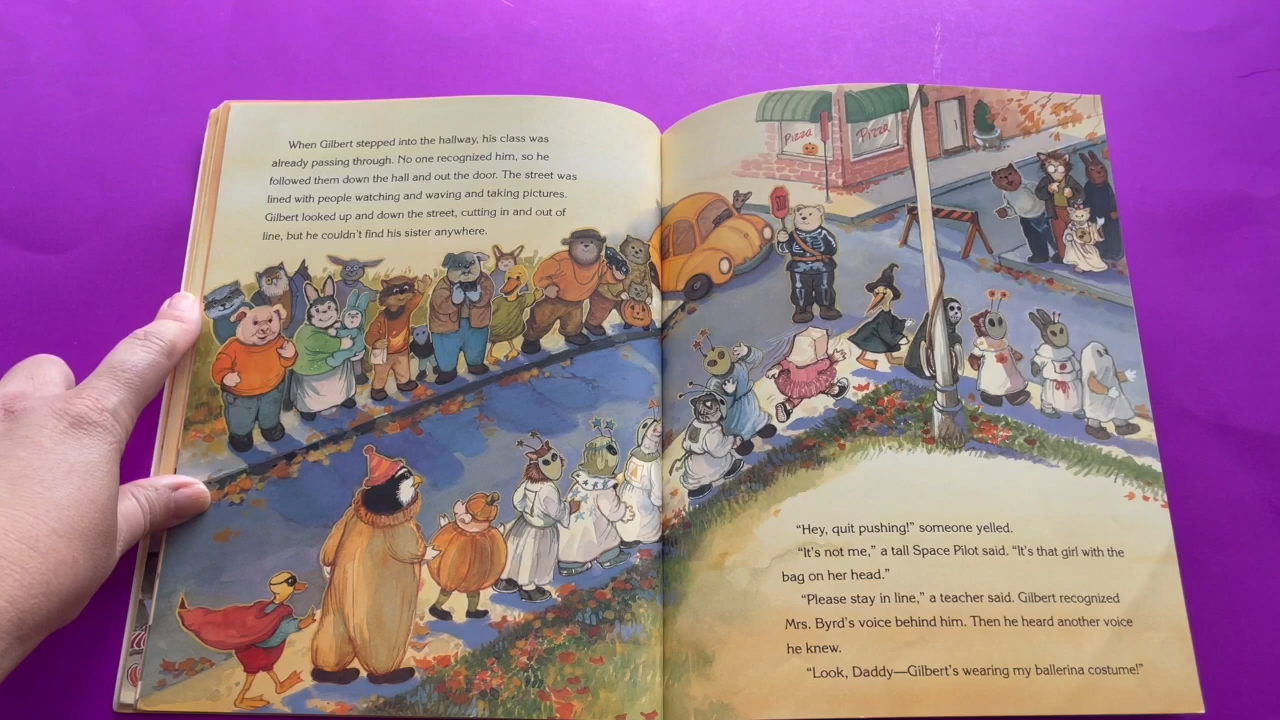 When Gilbert stepped into the hallway, his class was
already passing through. No one recognized him, so he
followed them down the hall and out the door. The street was
lined with people watching and waving and taking pictures.
Gilbert looked up and down the street, cutting in and out of
line, but he couldn't find his sister anywhere.
Pizza
Pizza
STOP
“Hey, quit pushing!” someone yelled.
“It's not me,” a tall Space Pilot said. “It's that girl with the
bag on her head.”
“Please stay in line,” a teacher said. Gilbert recognized
Mrs. Byrd's voice behind him. Then he heard another voice
he knew.
“Look, Daddy—Gilbert's wearing my ballerina costume!”